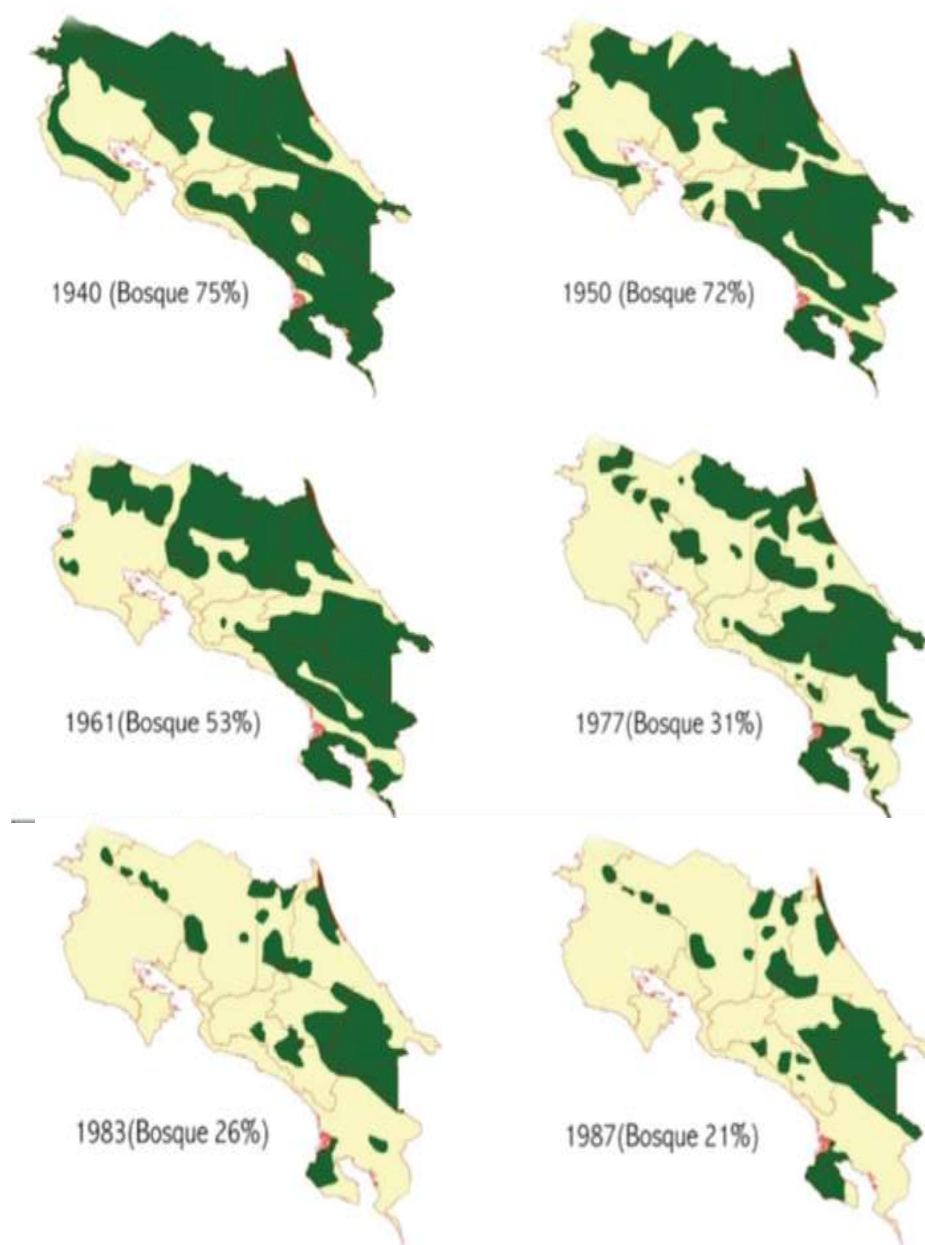 1940 (Bosque 75%)
1950 (Bosque 72%)
1961(Bosque 53%)
1977(Bosque 31%)
1983(Bosque 26%)
1987(Bosque 21%)